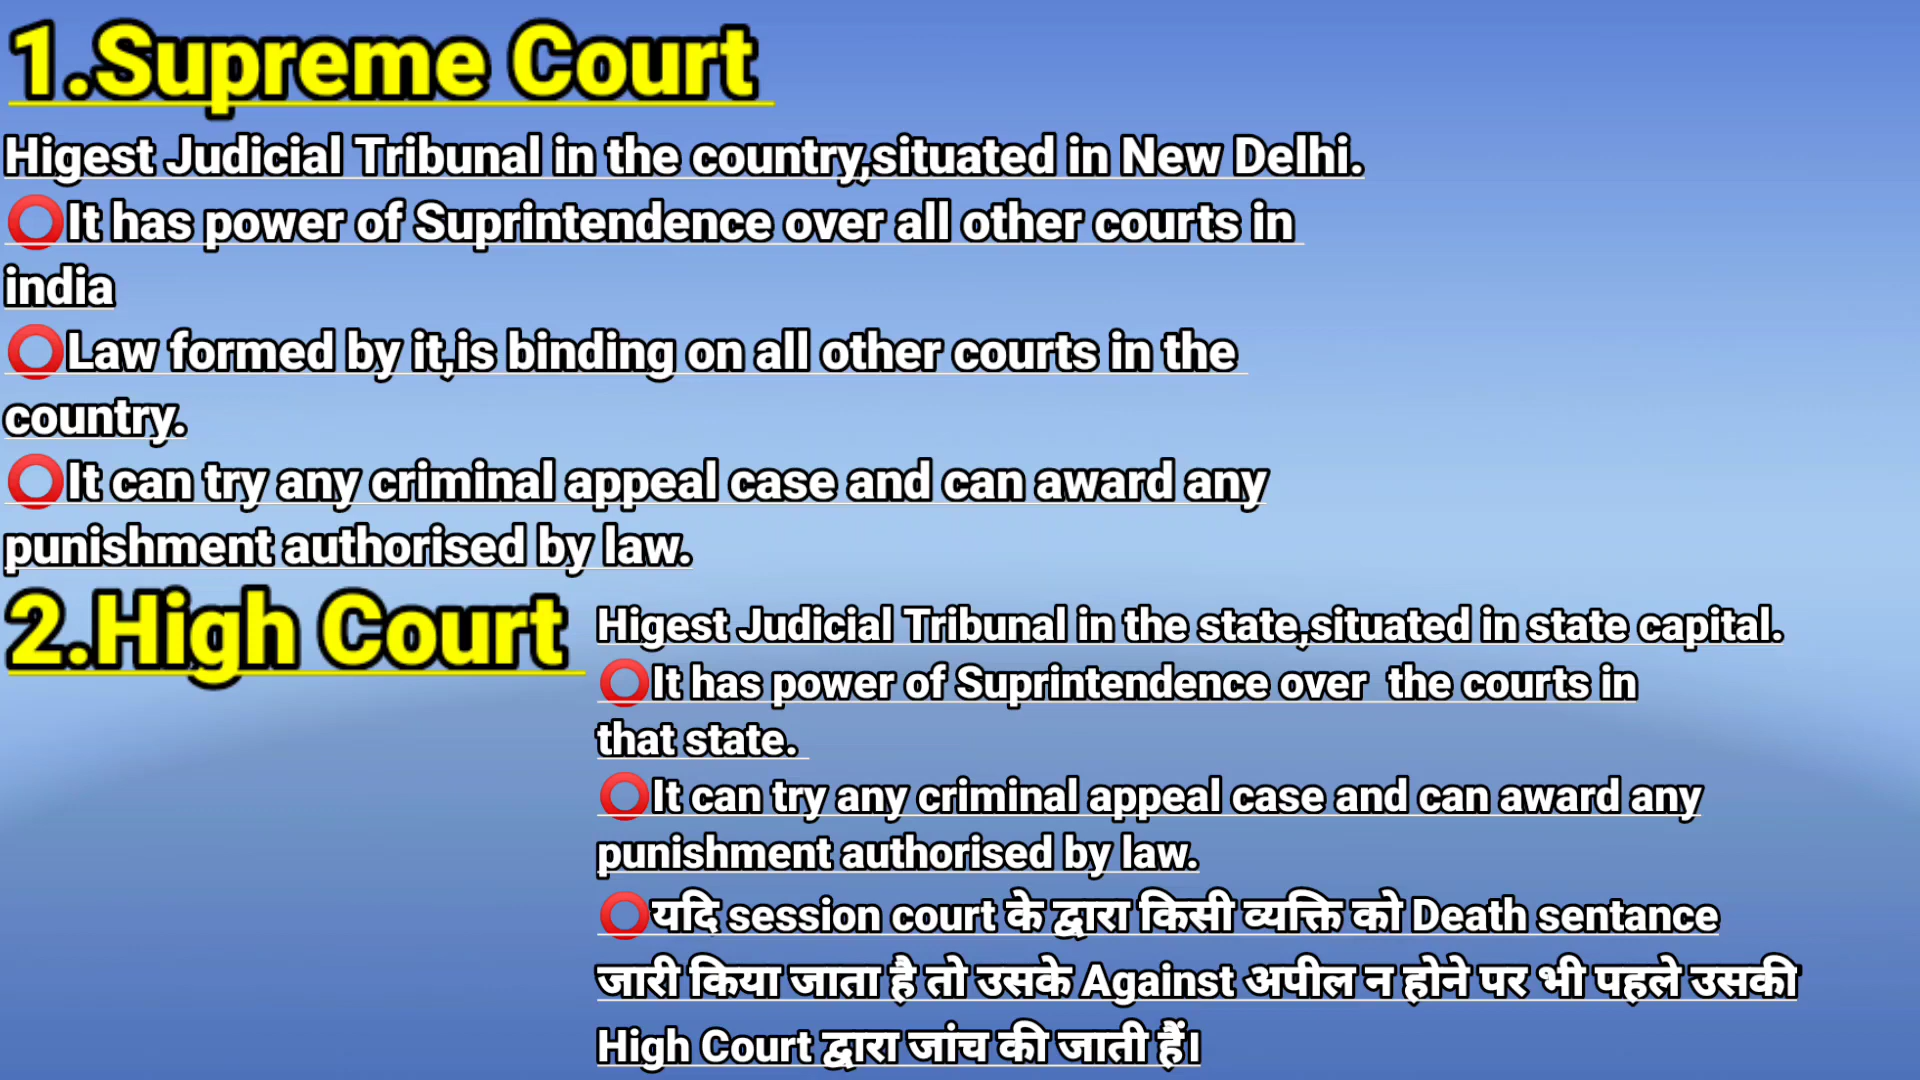 1.Supreme Court
Higest Judicial Tribunal in the country,situated in New Delhi.
⭕It has power of Suprintendence over all other courts in
india
⭕Law formed by it,is binding on all other courts in the
country.
⭕It can try any criminal appeal case and can award any
punishment authorised by law.
2.High Court
Higest Judicial Tribunal in the state,situated in state capital.
⭕It has power of Suprintendence over the courts in
that state.
⭕It can try any criminal appeal case and can award any
punishment authorised by law.
⭕यदि session court के द्वारा किसी व्यक्ति को Death sentance
जारी किया जाता है तो उसके Against अपील न होने पर भी पहले उसकी
High Court द्वारा जांच की जाती हैं।